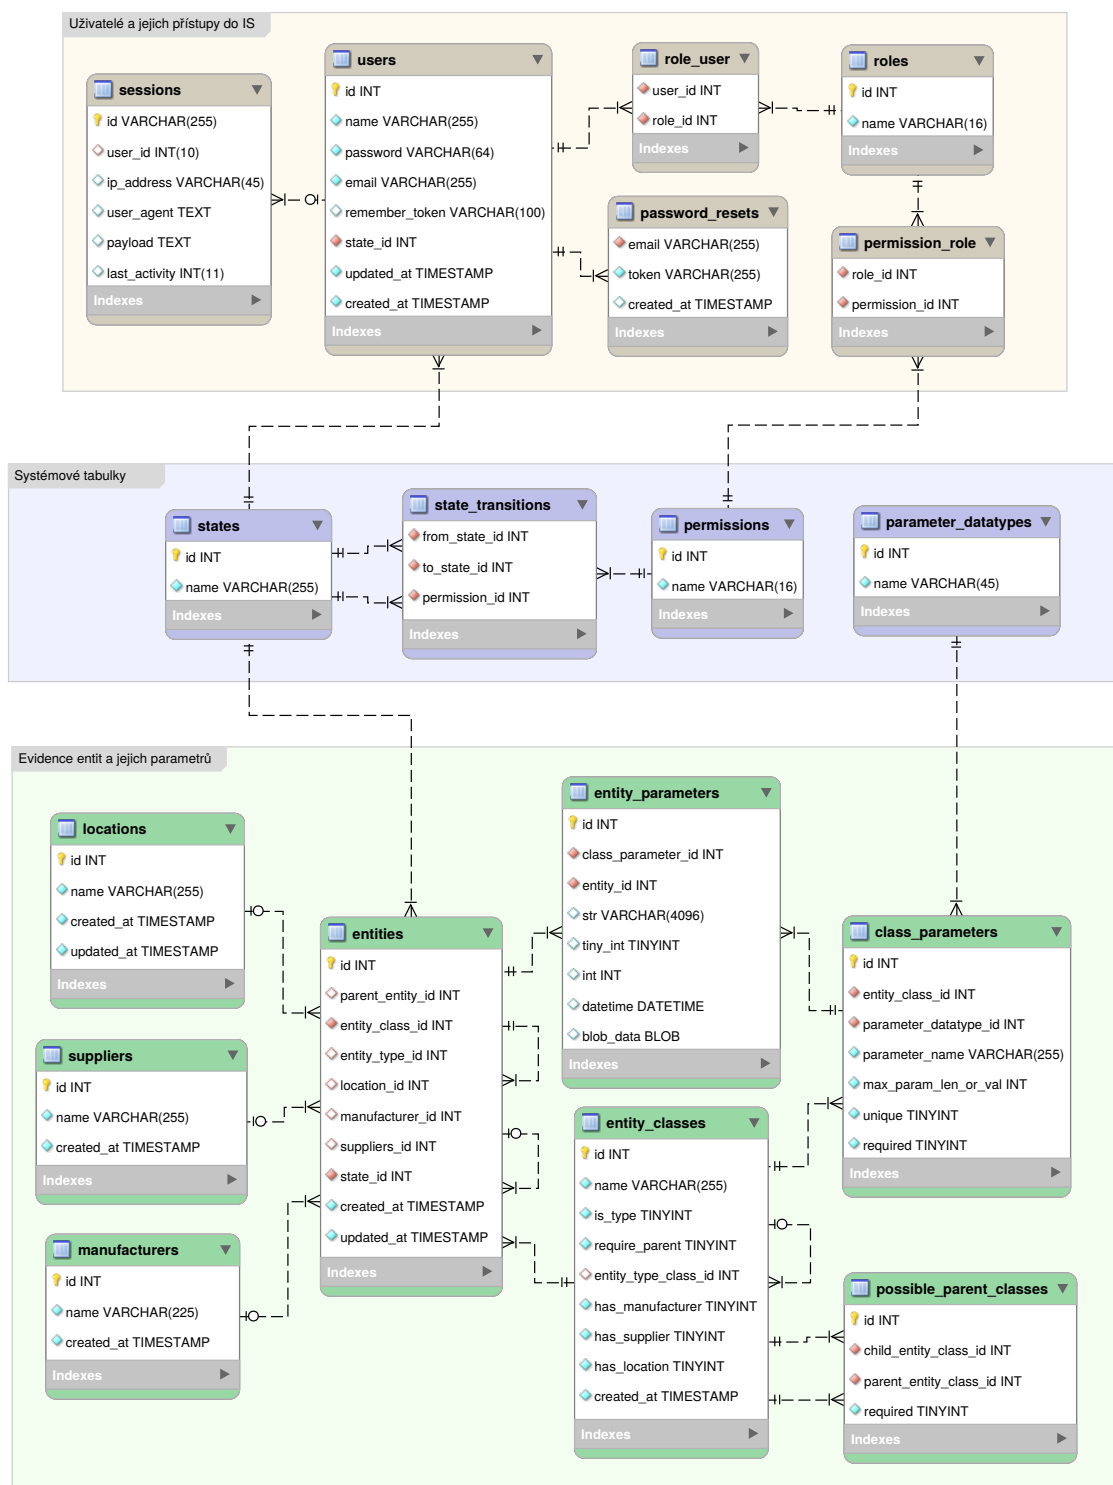 Uživatelé a jejich přístupy do IS
sessions
id VARCHAR(255)
user_id INT(10)
ip_address VARCHAR(45)
user_agent TEXT
payload TEXT
last_activity INT(11)
Indexes
users
id INT
name VARCHAR(255)
password VARCHAR(64)
email VARCHAR(255)
remember_token VARCHAR(100)
state_id INT
updated_at TIMESTAMP
created_at TIMESTAMP
Indexes
role_user
user_id INT
role_id INT
Indexes
roles
id INT
name VARCHAR(16)
Indexes
password_resets
email VARCHAR(255)
token VARCHAR(255)
created_at TIMESTAMP
Indexes
permission_role
role_id INT
permission_id INT
Indexes
Systémové tabulky
states
id INT
name VARCHAR(255)
Indexes
state_transitions
from_state_id INT
to_state_id INT
permission_id INT
Indexes
permissions
id INT
name VARCHAR(16)
Indexes
parameter_datatypes
id INT
name VARCHAR(45)
Indexes
Evidence entit a jejich parametrů
locations
id INT
name VARCHAR(255)
created_at TIMESTAMP
updated_at TIMESTAMP
Indexes
suppliers
id INT
name VARCHAR(255)
created_at TIMESTAMP
Indexes
manufacturers
id INT
name VARCHAR(225)
created_at TIMESTAMP
Indexes
entities
id INT
parent_entity_id INT
entity_class_id INT
entity_type_id INT
location_id INT
manufacturer_id INT
suppliers_id INT
state_id INT
created_at TIMESTAMP
updated_at TIMESTAMP
Indexes
entity_parameters
id INT
class_parameter_id INT
entity_id INT
str VARCHAR(4096)
tiny_int TINYINT
int INT
datetime DATETIME
blob_data BLOB
Indexes
entity_classes
id INT
name VARCHAR(255)
is_type TINYINT
require_parent TINYINT
entity_type_class_id INT
has_manufacturer TINYINT
has_supplier TINYINT
has_location TINYINT
created_at TIMESTAMP
Indexes
class_parameters
id INT
entity_class_id INT
parameter_datatype_id INT
parameter_name VARCHAR(255)
max_param_len_or_val INT
unique TINYINT
required TINYINT
Indexes
possible_parent_classes
id INT
child_entity_class_id INT
parent_entity_class_id INT
required TINYINT
Indexes